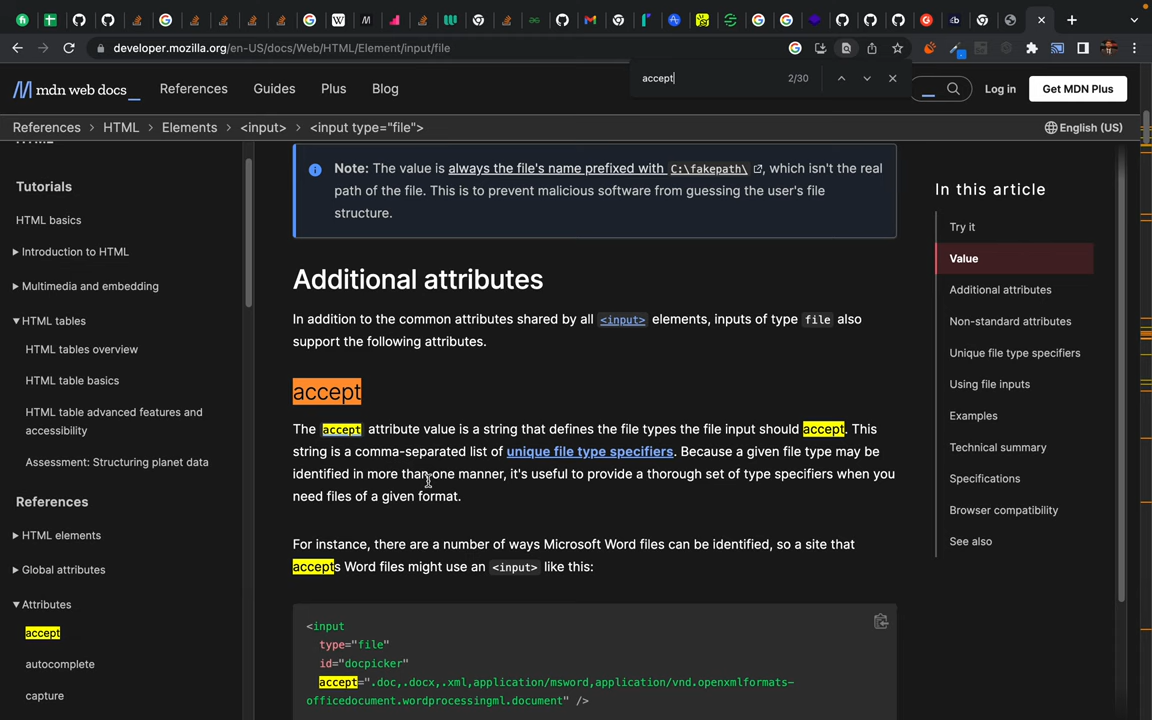 developer.mozilla.org/en-US/docs/Web/HTML/Element/input/file
accept
2/30
mdn web docs_
References
Guides
Plus
Blog
Log in
Get MDN Plus
References > HTML > Elements > <input> > <input type="file">
English (US)
HTML
Tutorials
HTML basics
Introduction to HTML
Multimedia and embedding
HTML tables
HTML tables overview
HTML table basics
HTML table advanced features and
accessibility
Assessment: Structuring planet data
References
HTML elements
Global attributes
Attributes
accept
autocomplete
capture
Note: The value is always the file's name prefixed with C:\fakepath\, which isn't the real
path of the file. This is to prevent malicious software from guessing the user's file
structure.
Additional attributes
In addition to the common attributes shared by all <input> elements, inputs of type file also
support the following attributes.
accept
The accept attribute value is a string that defines the file types the file input should accept. This
string is a comma-separated list of unique file type specifiers. Because a given file type may be
identified in more than one manner, it's useful to provide a thorough set of type specifiers when you
need files of a given format.
For instance, there are a number of ways Microsoft Word files can be identified, so a site that
accepts Word files might use an <input> like this:
<input
type="file"
id="docpicker"
accept=".doc,.docx,.xml,application/msword,application/vnd.openxmlformats-
officedocument.wordprocessingml.document" />
In this article
Try it
Value
Additional attributes
Non-standard attributes
Unique file type specifiers
Using file inputs
Examples
Technical summary
Specifications
Browser compatibility
See also